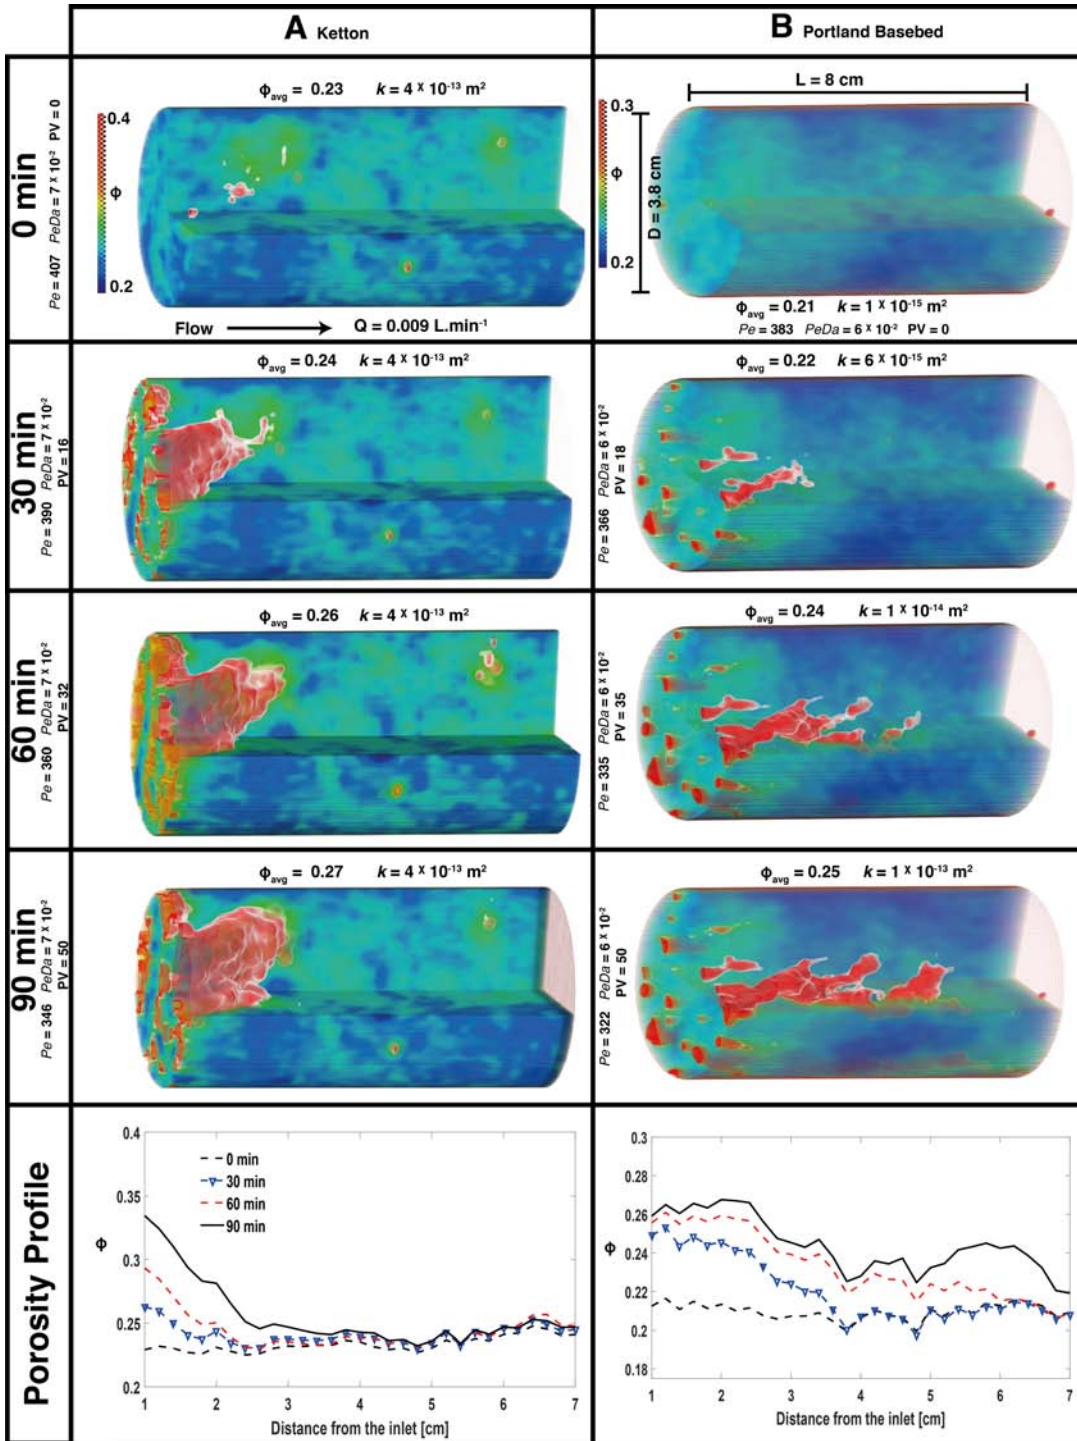 A Ketton
B Portland Basebed
0 min
Pe = 407 PeDa = 7 X 10⁻² PV = 0
Φavg = 0.23 k = 4 X 10⁻¹³ m²
0.4
Φ
0.2
Flow
Q = 0.009 L.min⁻¹
L = 8 cm
0.3
Φ
0.2
D = 3.8 cm
Φavg = 0.21 k = 1 X 10⁻¹⁵ m²
Pe = 383 PeDa = 6 X 10⁻² PV = 0
30 min
Pe = 390 PeDa = 7 X 10⁻²
PV = 16
Φavg = 0.24 k = 4 X 10⁻¹³ m²
Φavg = 0.22 k = 6 X 10⁻¹⁵ m²
Pe = 366 PeDa = 6 X 10⁻²
PV = 18
60 min
Pe = 360 PeDa = 7 X 10⁻²
PV = 32
Φavg = 0.26 k = 4 X 10⁻¹³ m²
Φavg = 0.24 k = 1 X 10⁻¹⁴ m²
Pe = 335 PeDa = 6 X 10⁻²
PV = 35
90 min
Pe = 346 PeDa = 7 X 10⁻²
PV = 50
Φavg = 0.27 k = 4 X 10⁻¹³ m²
Φavg = 0.25 k = 1 X 10⁻¹³ m²
Pe = 322 PeDa = 6 X 10⁻²
PV = 50
Porosity Profile
0.4
0.35
0.3
0.25
0.2
Φ
0 min
30 min
60 min
90 min
1 2 3 4 5 6 7
Distance from the inlet [cm]
0.3
0.26
0.24
0.22
0.2
0.18
Φ
1 2 3 4 5 6 7
Distance from the inlet [cm]